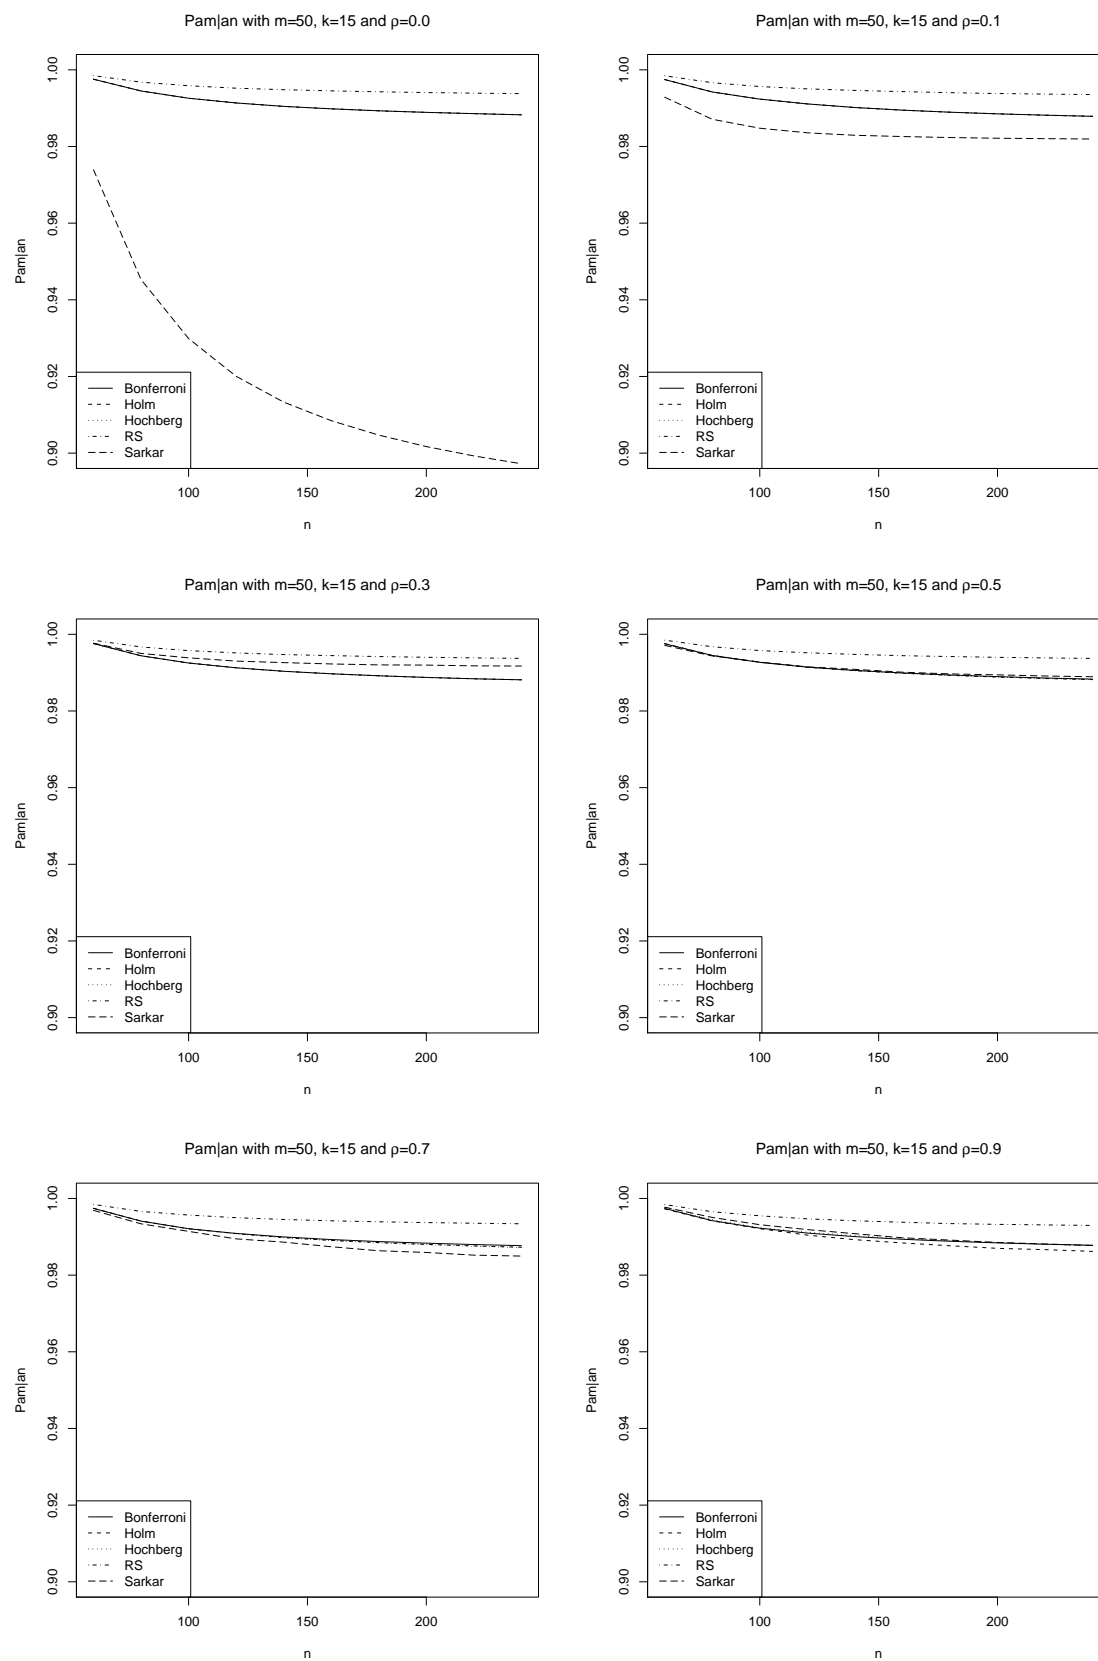 Pam|an with m=50, k=15 and ρ=0.0
Pam|an
1.00
0.98
0.96
0.94
0.92
0.90
Bonferroni
Holm
Hochberg
RS
Sarkar
100
150
200
n
Pam|an with m=50, k=15 and ρ=0.1
Pam|an
1.00
0.98
0.96
0.94
0.92
0.90
Bonferroni
Holm
Hochberg
RS
Sarkar
100
150
200
n
Pam|an with m=50, k=15 and ρ=0.3
Pam|an
1.00
0.98
0.96
0.94
0.92
0.90
Bonferroni
Holm
Hochberg
RS
Sarkar
100
150
200
n
Pam|an with m=50, k=15 and ρ=0.5
Pam|an
1.00
0.98
0.96
0.94
0.92
0.90
Bonferroni
Holm
Hochberg
RS
Sarkar
100
150
200
n
Pam|an with m=50, k=15 and ρ=0.7
Pam|an
1.00
0.98
0.96
0.94
0.92
0.90
Bonferroni
Holm
Hochberg
RS
Sarkar
100
150
200
n
Pam|an with m=50, k=15 and ρ=0.9
Pam|an
1.00
0.98
0.96
0.94
0.92
0.90
Bonferroni
Holm
Hochberg
RS
Sarkar
100
150
200
n